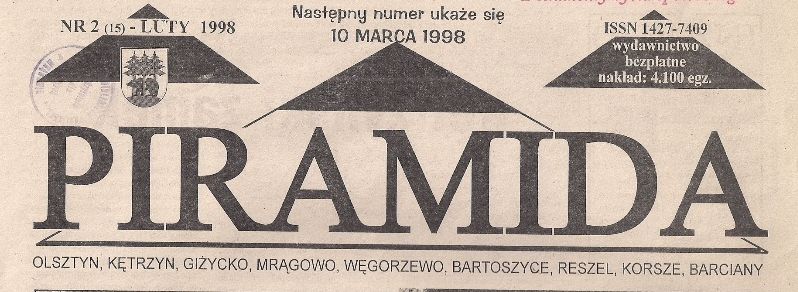 NR 2 (15) - LUTY 1998
Następny numer ukaże się
10 MARCA 1998
ISSN 1427-7409
wydawnictwo
bezpłatne
nakład: 4.100 egz.
PIRAMIDA
OLSZTYN, KĘTRZYN, GIŻYCKO, MRĄGOWO, WĘGORZEWO, BARTOSZYCE, RESZEL, KORSZE, BARCIANY